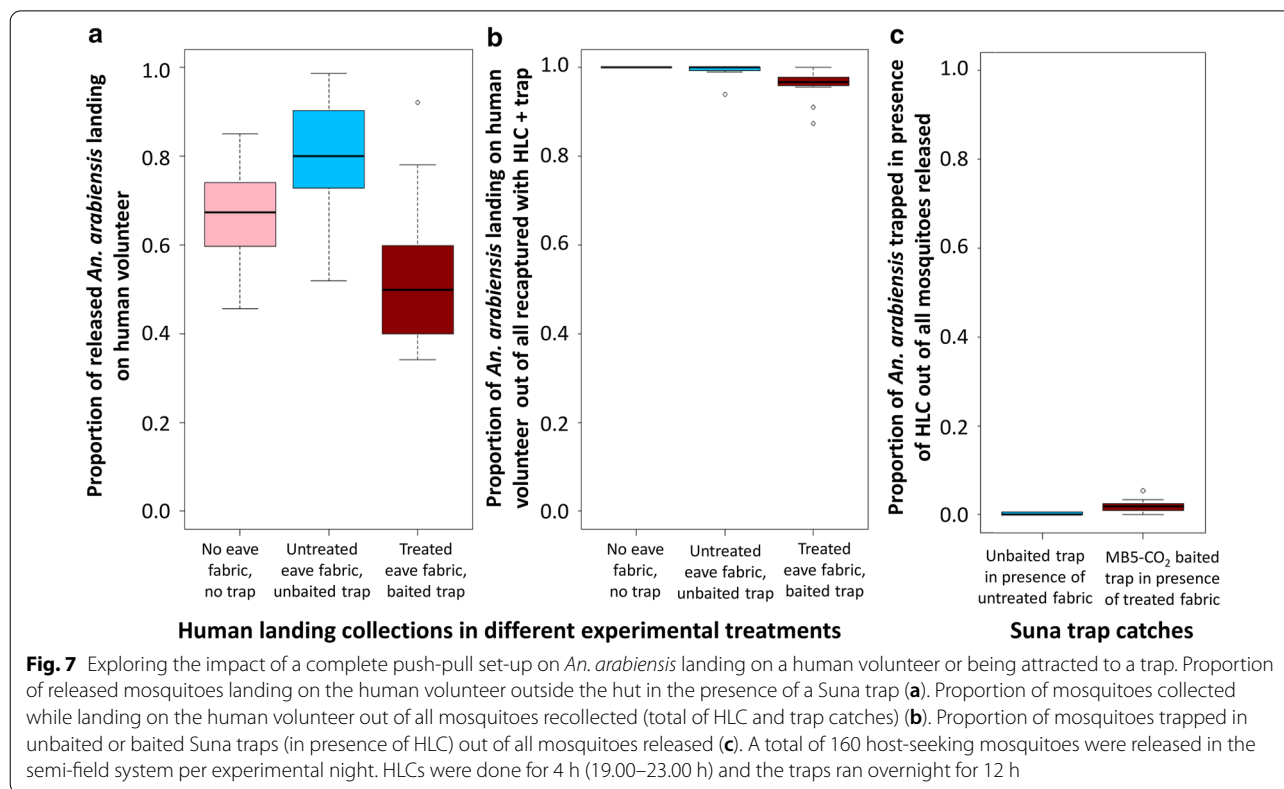 a
Proportion of released An. arabiensis landing
on human volunteer
1.0
0.8
0.6
0.4
0.2
0.0
No eave
fabric,
no trap
Untreated
eave fabric,
unbaited trap
Treated
eave fabric,
baited trap
b
Proportion of An. arabiensis landing on human
volunteer out of all recaptured with HLC + trap
1.0
0.8
0.6
0.4
0.2
0.0
No eave
fabric,
no trap
Untreated
eave fabric,
unbaited trap
Treated
eave fabric,
baited trap
Human landing collections in different experimental treatments
c
Proportion of An. arabiensis trapped in presence
of HLC out of all mosquitoes released
1.0
0.8
0.6
0.4
0.2
0.0
Unbaited trap
in presence of
untreated fabric
MB5-CO₂ baited
trap in presence
of treated fabric
Suna trap catches
Fig. 7 Exploring the impact of a complete push-pull set-up on An. arabiensis landing on a human volunteer or being attracted to a trap. Proportion
of released mosquitoes landing on the human volunteer outside the hut in the presence of a Suna trap (a). Proportion of mosquitoes collected
while landing on the human volunteer out of all mosquitoes recollected (total of HLC and trap catches) (b). Proportion of mosquitoes trapped in
unbaited or baited Suna traps (in presence of HLC) out of all mosquitoes released (c). A total of 160 host-seeking mosquitoes were released in the
semi-field system per experimental night. HLCs were done for 4 h (19.00–23.00 h) and the traps ran overnight for 12 h